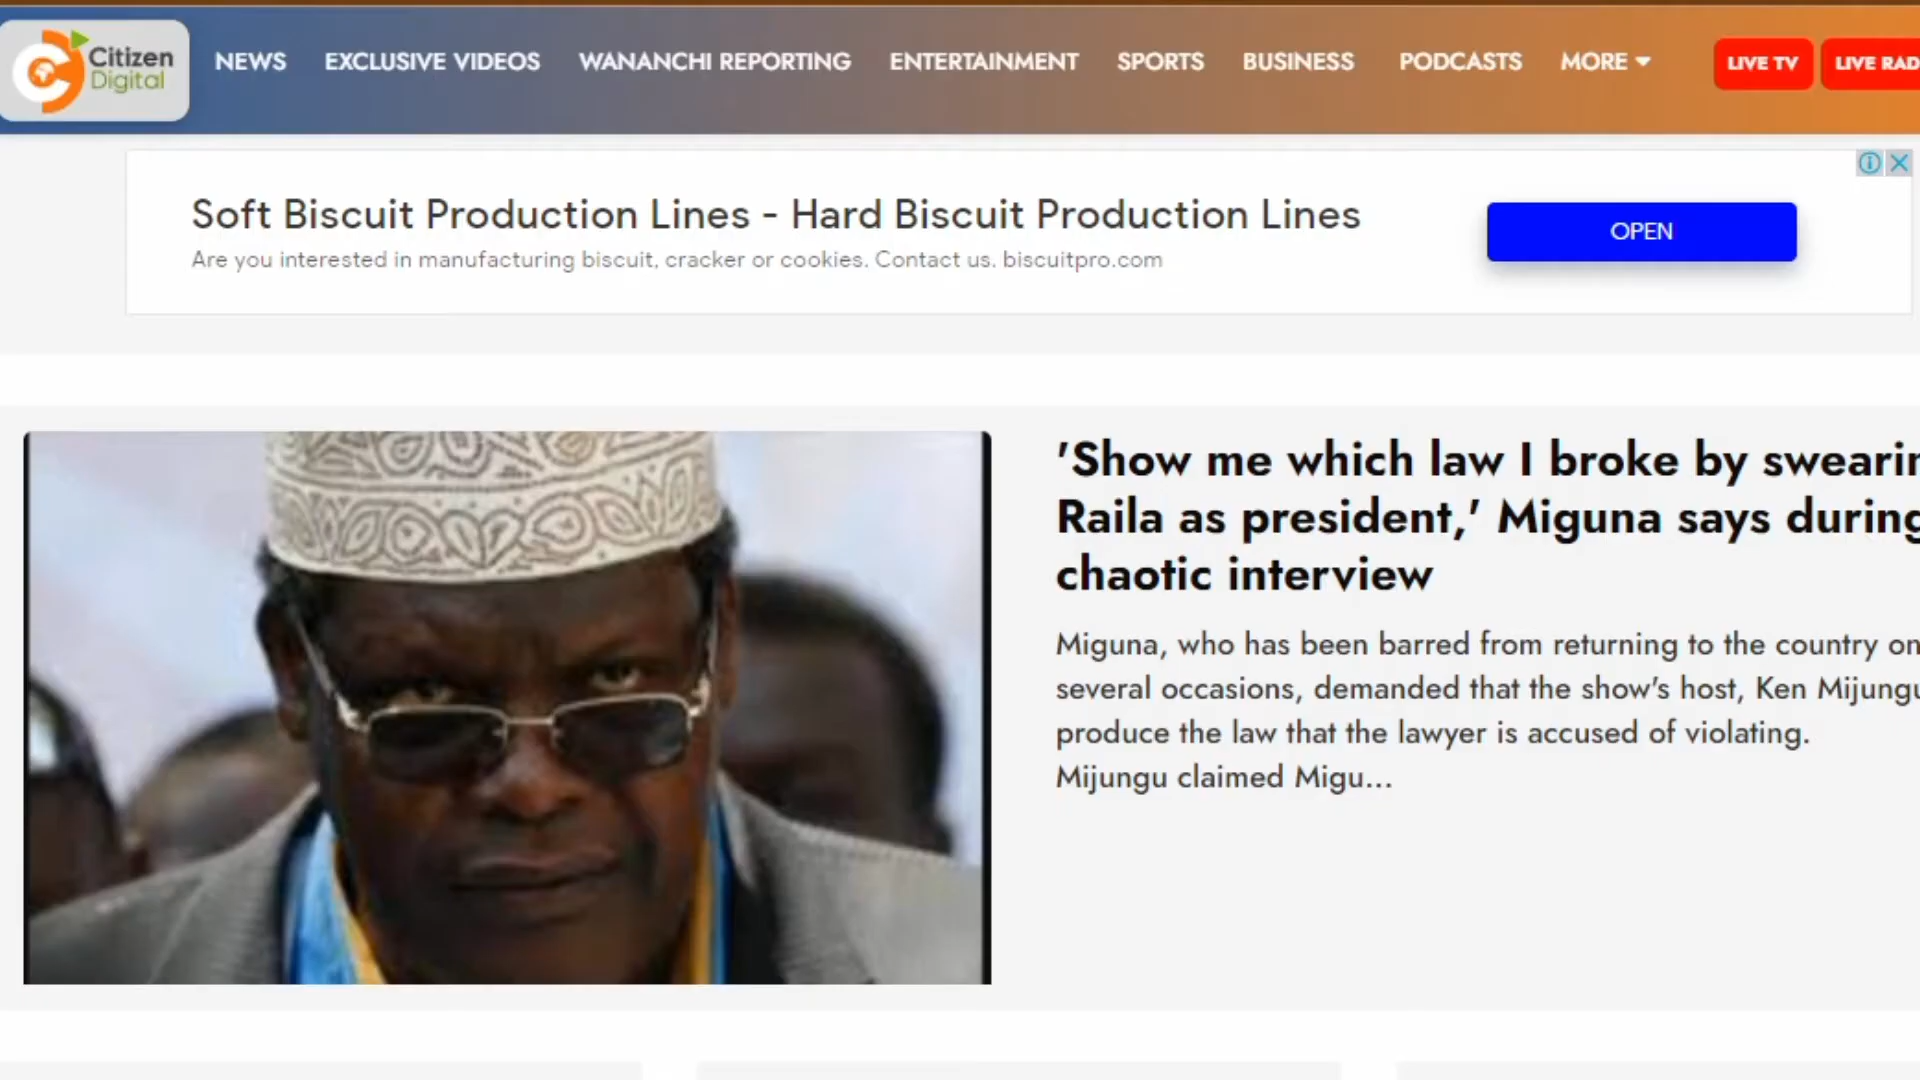 Citizen
Digital
NEWS
EXCLUSIVE VIDEOS
WANANCHI REPORTING
ENTERTAINMENT
SPORTS
BUSINESS
PODCASTS
MORE
LIVE TV
LIVE RAD
Soft Biscuit Production Lines - Hard Biscuit Production Lines
Are you interested in manufacturing biscuit, cracker or cookies. Contact us. biscuitpro.com
OPEN
'Show me which law I broke by swearin
Raila as president,' Miguna says during
chaotic interview
Miguna, who has been barred from returning to the country on
several occasions, demanded that the show's host, Ken Mijungu
produce the law that the lawyer is accused of violating.
Mijungu claimed Migu...